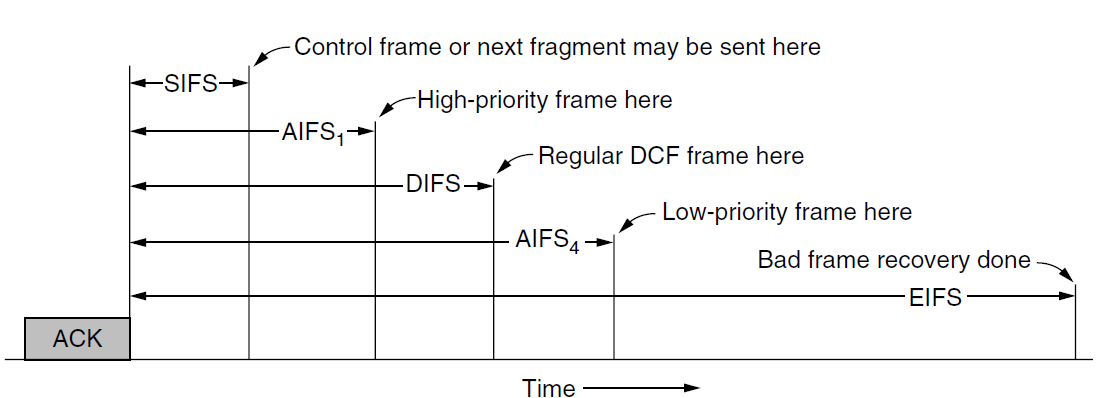 Control frame or next fragment may be sent here
SIFS
High-priority frame here
AIFS1
Regular DCF frame here
DIFS
Low-priority frame here
AIFS4
Bad frame recovery done
EIFS
ACK
Time